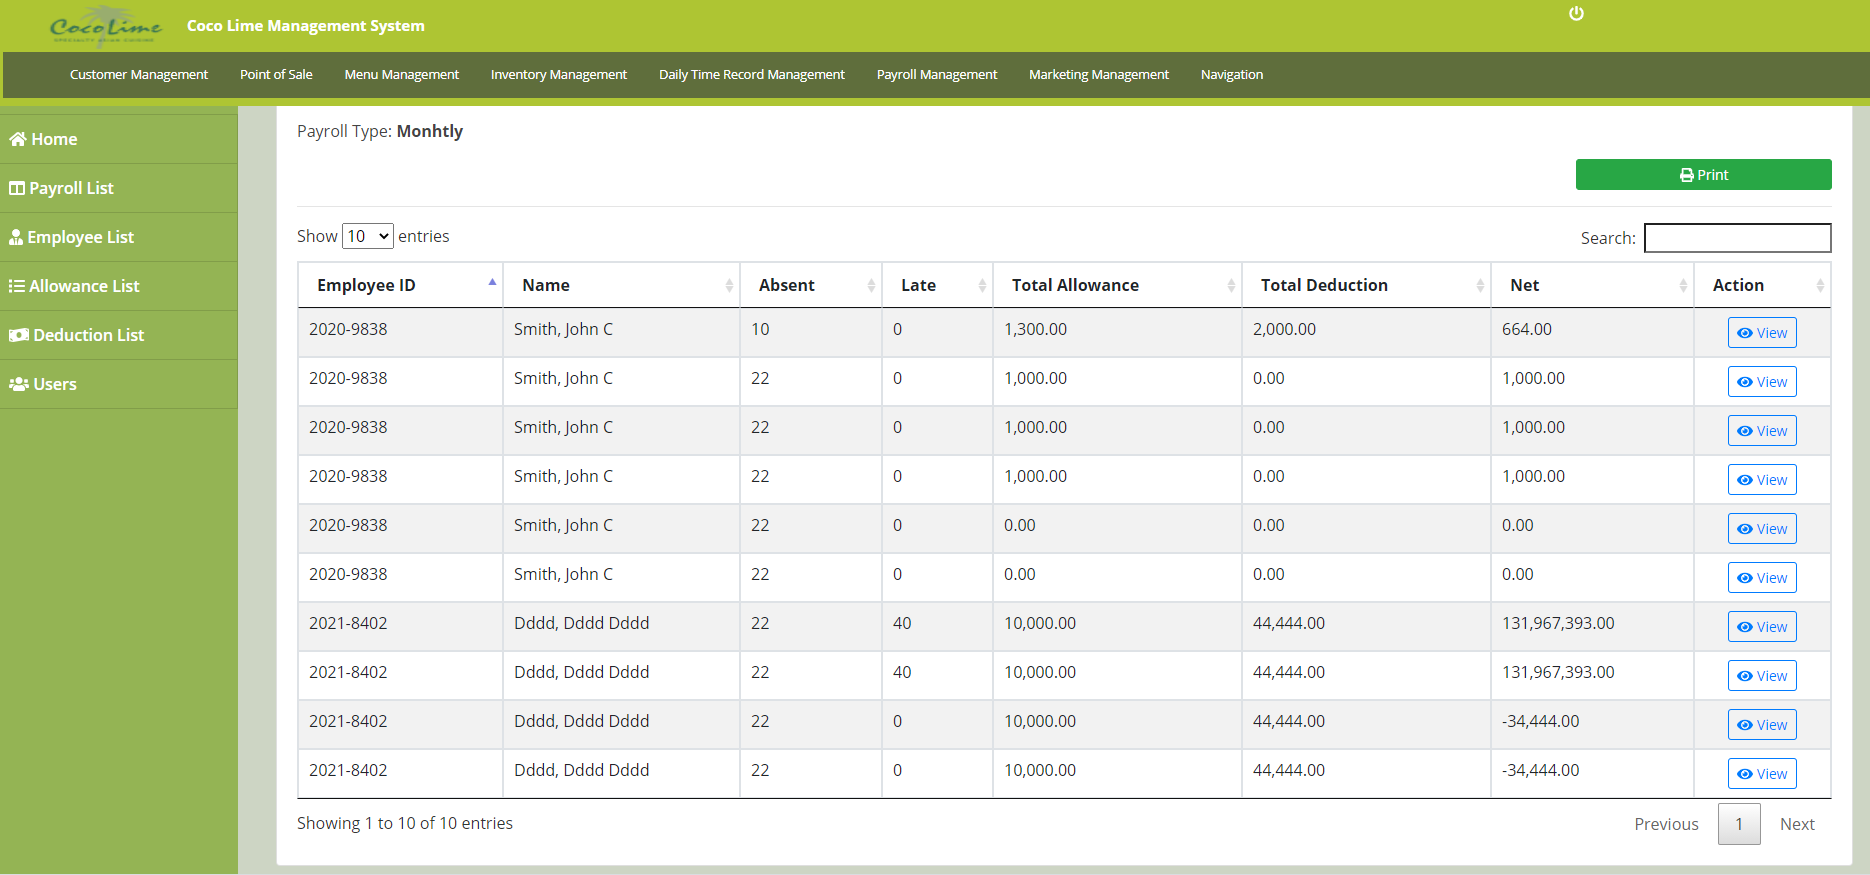 CocoLime
SPECIALTY ASIAN CUISINE
Coco Lime Management System
Customer Management Point of Sale Menu Management Inventory Management Daily Time Record Management Payroll Management Marketing Management Navigation
Home
Payroll List
Employee List
Allowance List
Deduction List
Users
Payroll Type: Monhtly
Print
Show 10 entries
Search:
Employee ID Name Absent Late Total Allowance Total Deduction Net Action
2020-9838 Smith, John C 10 0 1,300.00 2,000.00 664.00 View
2020-9838 Smith, John C 22 0 1,000.00 0.00 1,000.00 View
2020-9838 Smith, John C 22 0 1,000.00 0.00 1,000.00 View
2020-9838 Smith, John C 22 0 1,000.00 0.00 1,000.00 View
2020-9838 Smith, John C 22 0 0.00 0.00 0.00 View
2020-9838 Smith, John C 22 0 0.00 0.00 0.00 View
2021-8402 Dddd, Dddd Dddd 22 40 10,000.00 44,444.00 131,967,393.00 View
2021-8402 Dddd, Dddd Dddd 22 40 10,000.00 44,444.00 131,967,393.00 View
2021-8402 Dddd, Dddd Dddd 22 0 10,000.00 44,444.00 -34,444.00 View
2021-8402 Dddd, Dddd Dddd 22 0 10,000.00 44,444.00 -34,444.00 View
Showing 1 to 10 of 10 entries
Previous 1 Next